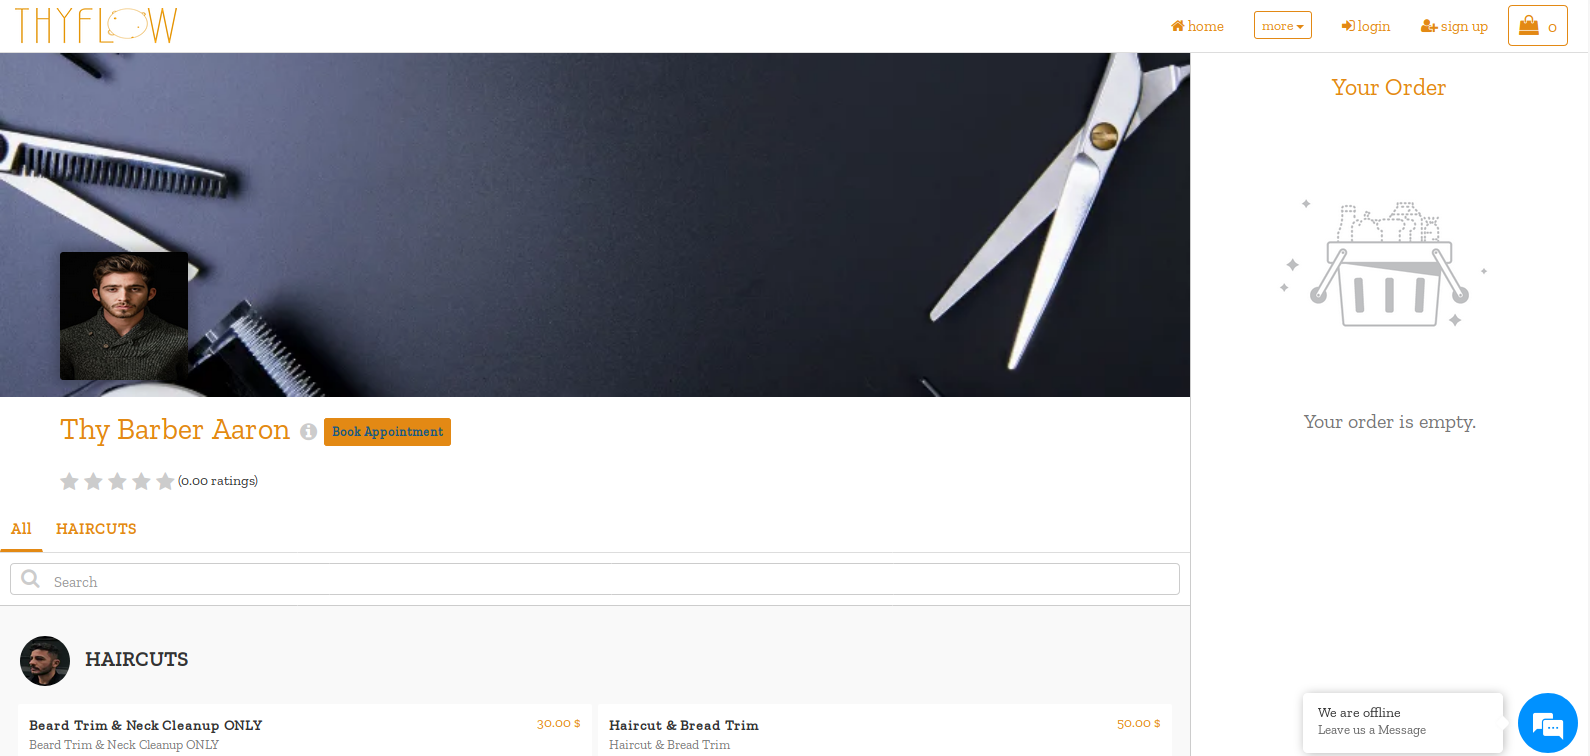 THYFLOW
home
more
login
sign up
0
Your Order
Your order is empty.
Thy Barber Aaron
Book Appointment
(0.00 ratings)
All
HAIRCUTS
Search
HAIRCUTS
Beard Trim & Neck Cleanup ONLY
30.00 $
Beard Trim & Neck Cleanup ONLY
Haircut & Bread Trim
50.00 $
Haircut & Bread Trim
We are offline
Leave us a Message